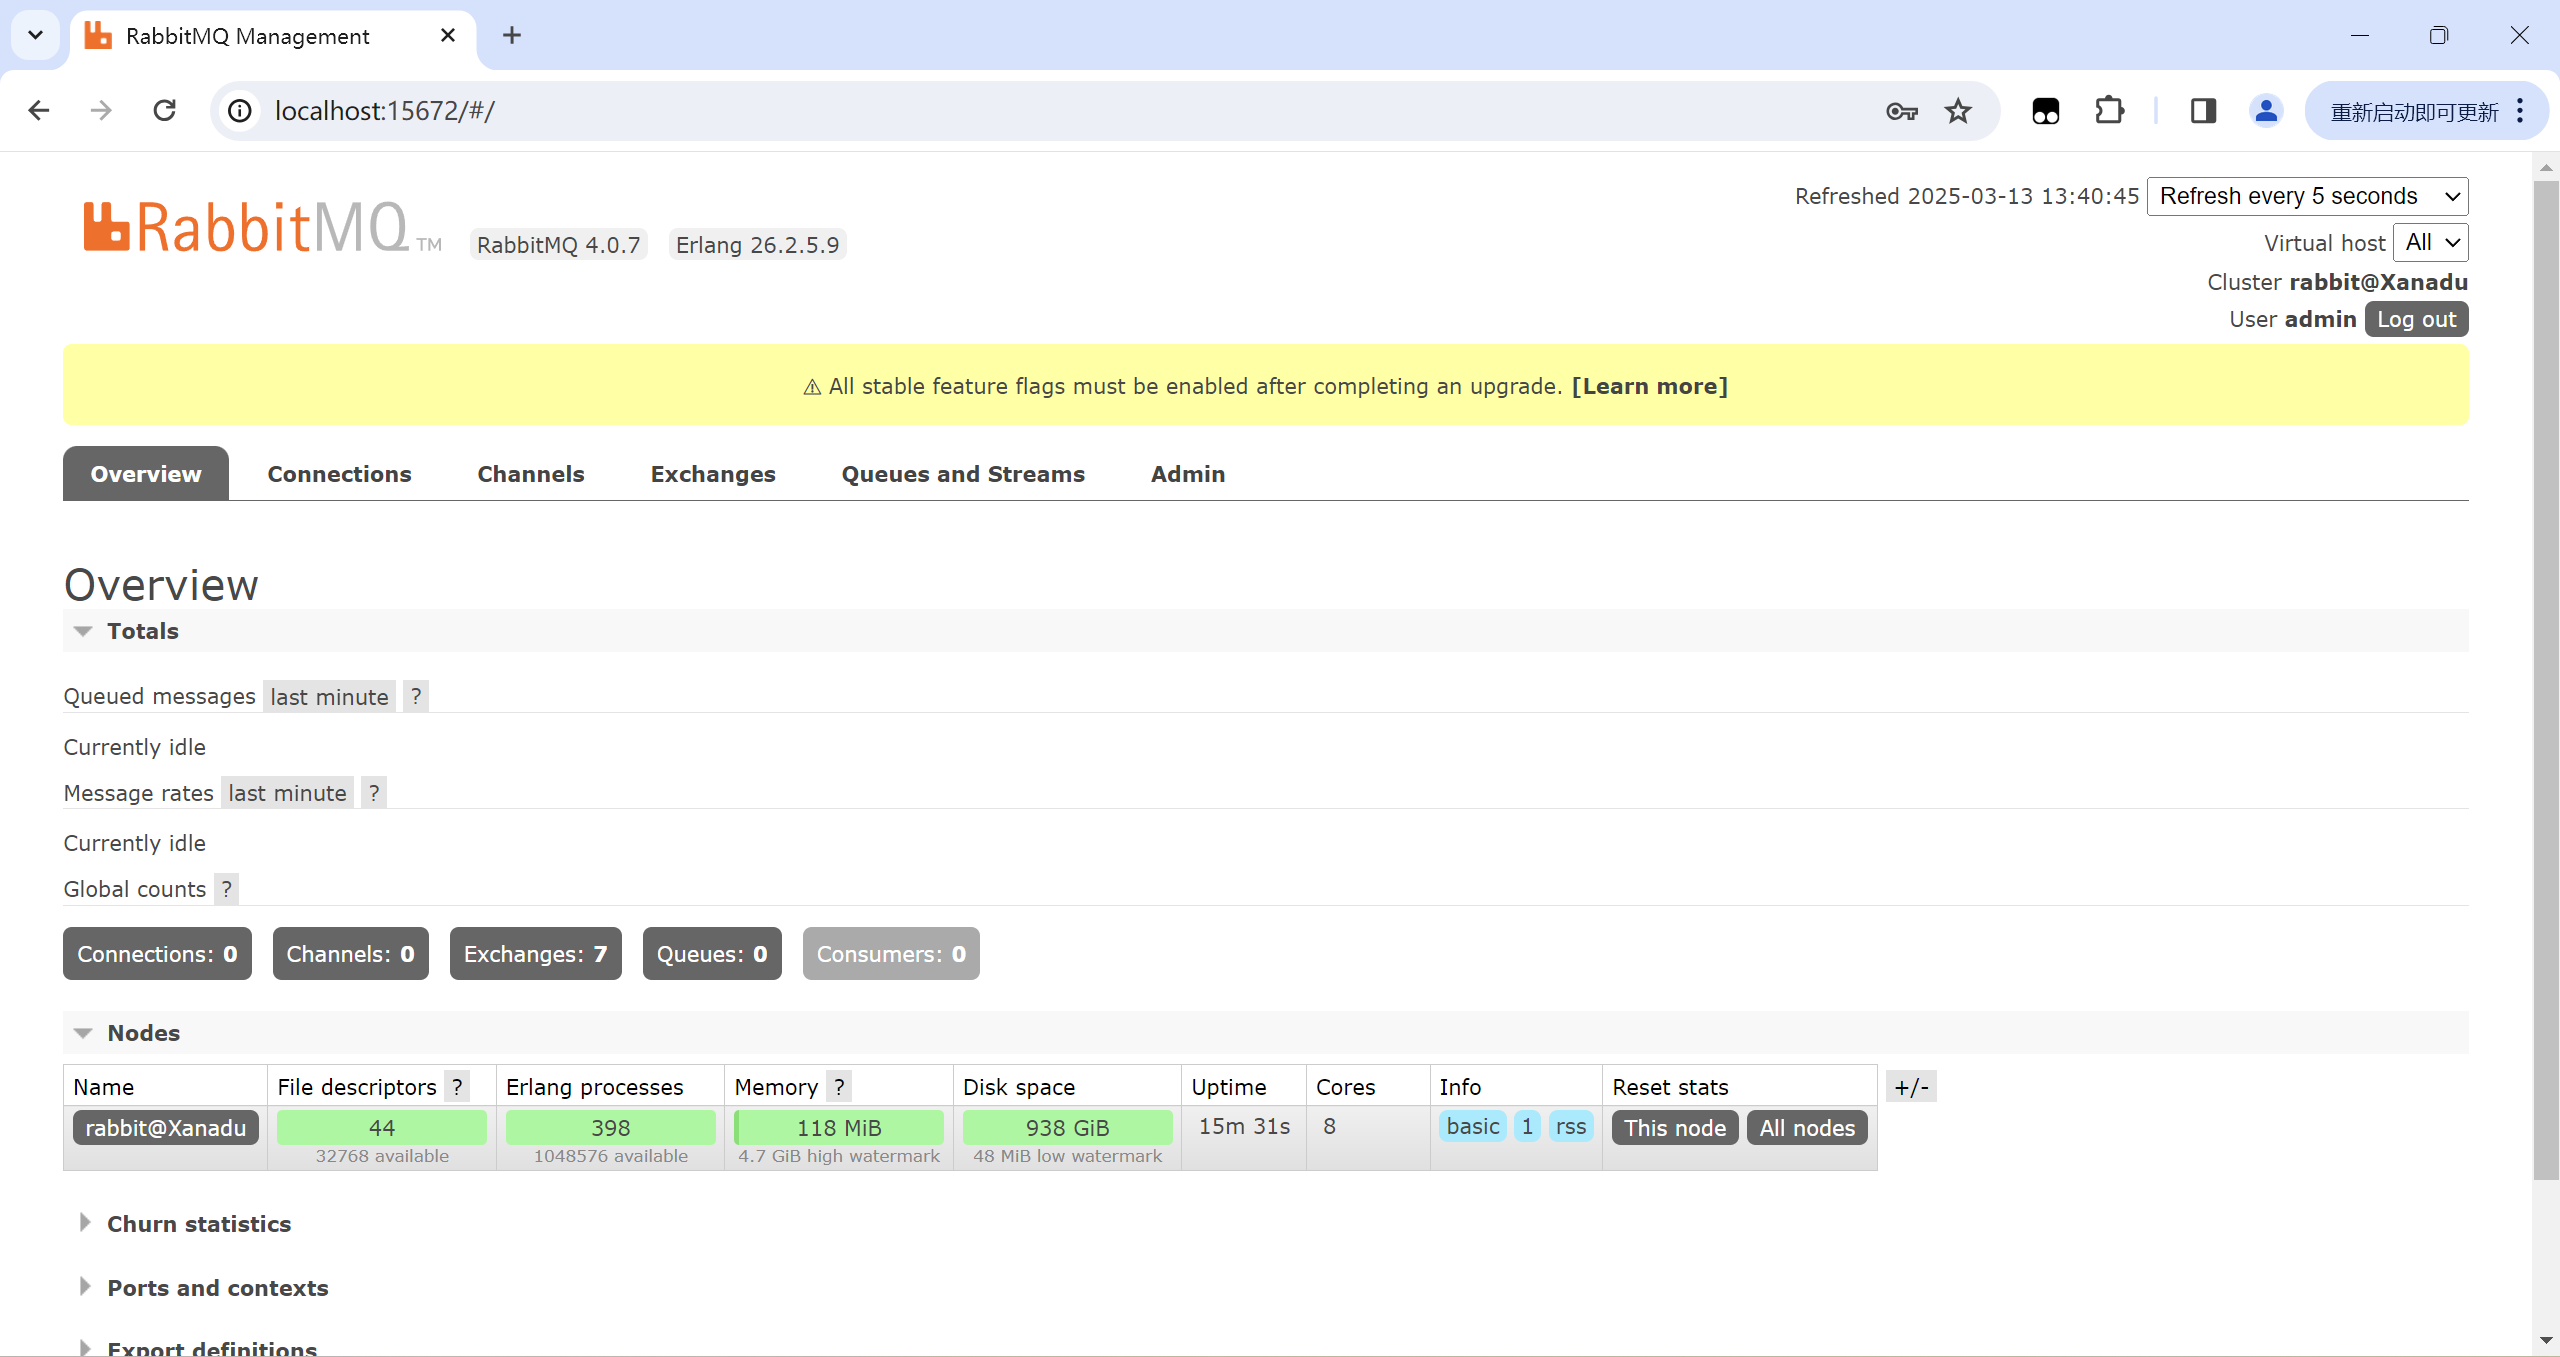 RabbitMQ Management
localhost:15672/#/
重新启动即可更新
RabbitMQ TM
RabbitMQ 4.0.7 Erlang 26.2.5.9
Refreshed 2025-03-13 13:40:45 Refresh every 5 seconds
Virtual host All
Cluster rabbit@Xanadu
User admin Log out
⚠ All stable feature flags must be enabled after completing an upgrade. [Learn more]
Overview Connections Channels Exchanges Queues and Streams Admin
Overview
Totals
Queued messages last minute ?
Currently idle
Message rates last minute ?
Currently idle
Global counts ?
Connections: 0 Channels: 0 Exchanges: 7 Queues: 0 Consumers: 0
Nodes
Name File descriptors ? Erlang processes Memory ? Disk space Uptime Cores Info Reset stats +/-
rabbit@Xanadu 44 398 118 MiB 938 GiB 15m 31s 8 basic 1 rss This node All nodes
32768 available 1048576 available 4.7 GiB high watermark 48 MiB low watermark
Churn statistics
Ports and contexts
Export definitions